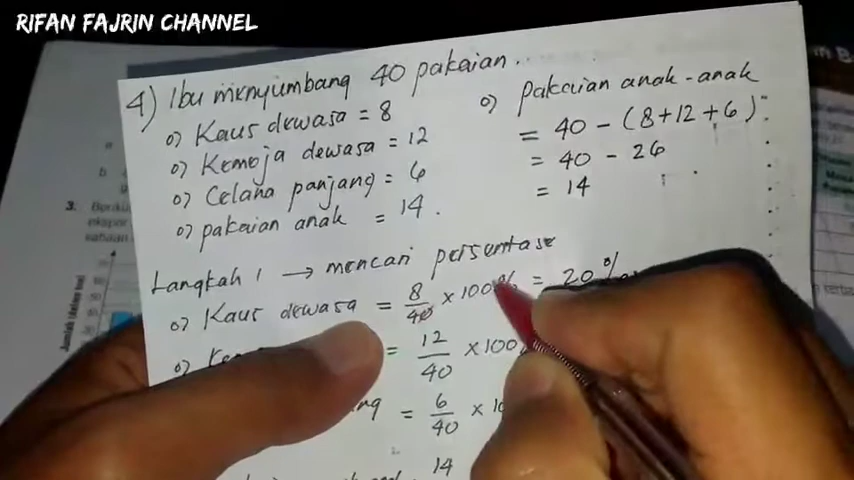 RIFAN FAJRIN CHANNEL
4) Ibu menyumbang 40 pakaian..
o) Kaus dewasa = 8
o) Kemeja dewasa = 12
o) Celana panjang = 6
o) pakaian anak = 14.
o) pakaian anak-anak
= 40 - (8+12+6)
= 40 - 26
= 14
Langkah 1 → mencari persentase
o) Kaus dewasa = 8/40 × 100% = 20%
o) = 12/40 × 100
= 6/40 × 10
14
3.